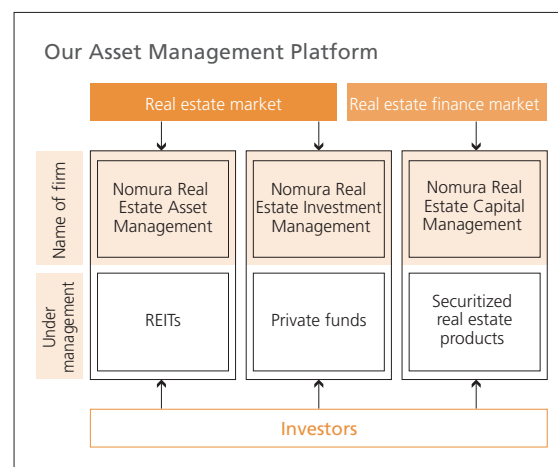 Our Asset Management Platform
Real estate market
Real estate finance market
Name of firm
Nomura Real
Estate Asset
Management
Nomura Real
Estate Investment
Management
Nomura Real
Estate Capital
Management
Under
management
REITs
Private funds
Securitized
real estate
products
Investors